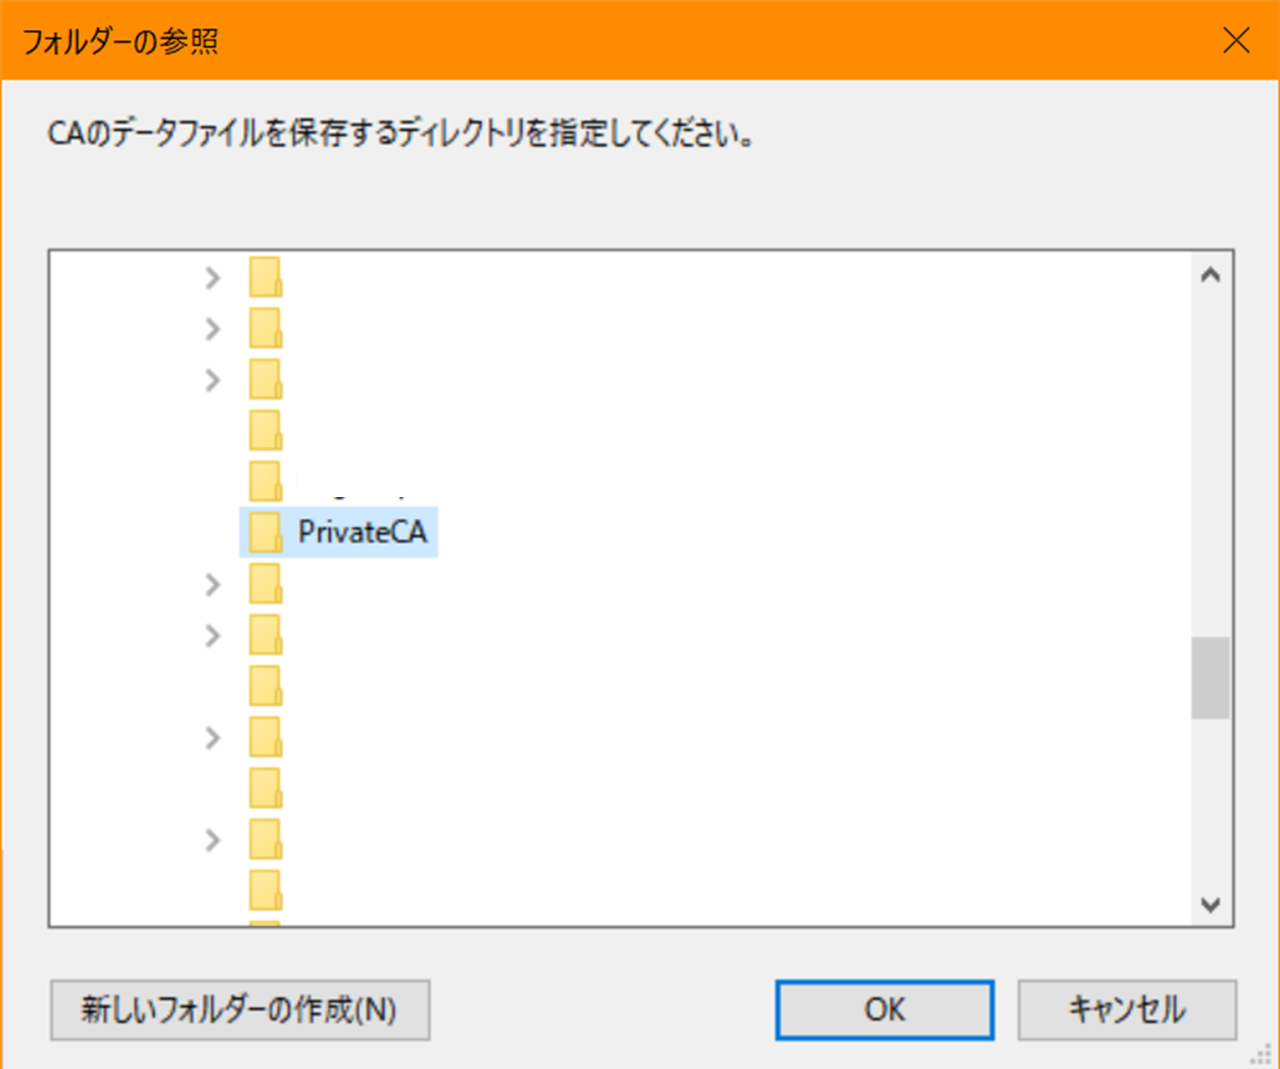 フォルダーの参照
CAのデータファイルを保存するディレクトリを指定してください。
PrivateCA
新しいフォルダーの作成(N)
OK
キャンセル